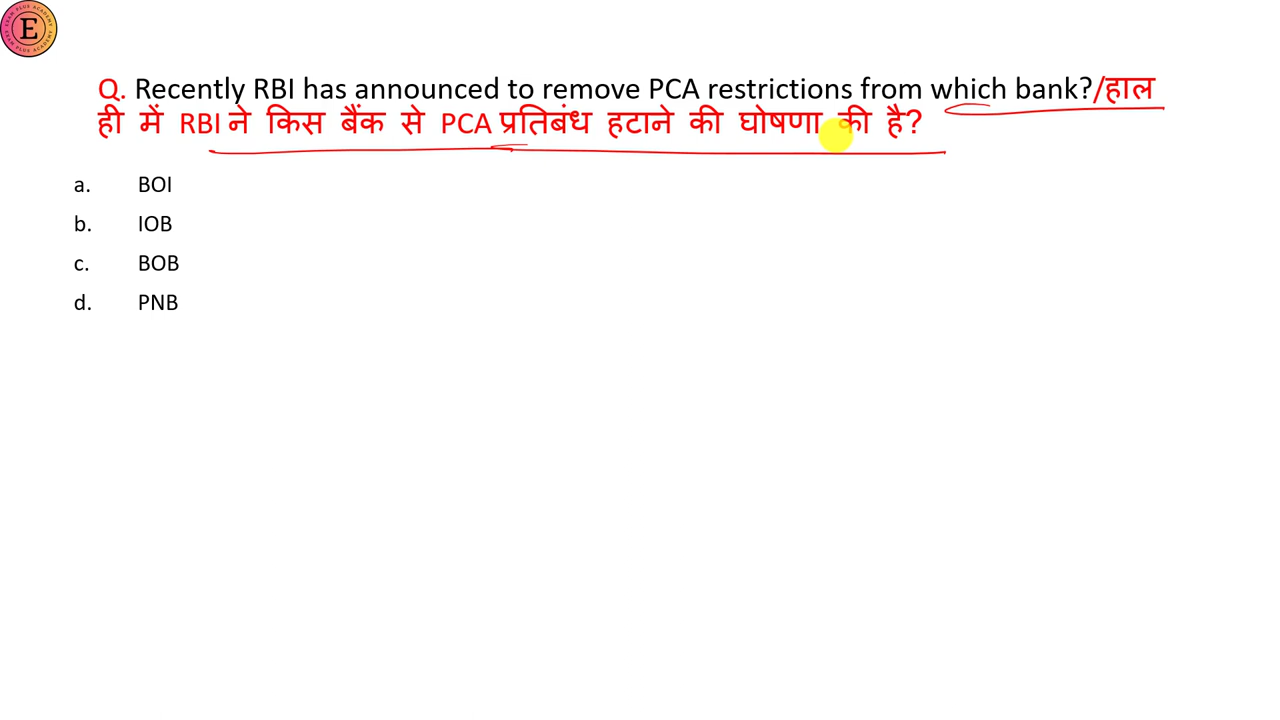 E
Q. Recently RBI has announced to remove PCA restrictions from which bank?/हाल
ही में RBI ने किस बैंक से PCA प्रतिबंध हटाने की घोषणा की है?
a. BOI
b. IOB
c. BOB
d. PNB